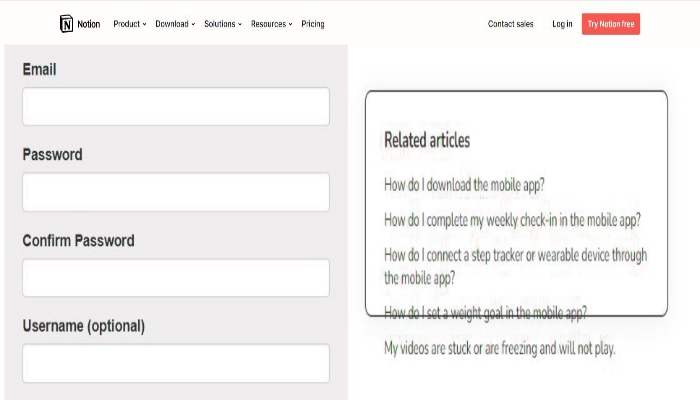 Notion Product Download Solutions Resources Pricing Contact sales Log in Try Notion free
Email
Password
Confirm Password
Username (optional)
Related articles
How do I download the mobile app?
How do I complete my weekly check-in in the mobile app?
How do I connect a step tracker or wearable device through
the mobile app?
How do I set a weight goal in the mobile app?
My videos are stuck or are freezing and will not play.